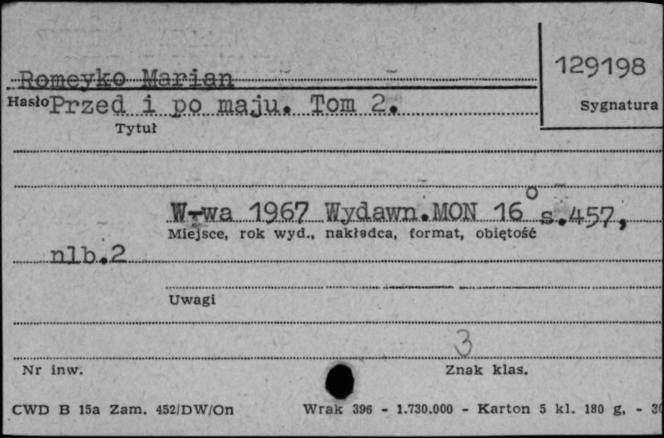 Romeyko Marian
129198
Hasło Przed i po maju. Tom 2.
Sygnatura
Tytuł
W-wa 1967 Wydawn.MON 16° s.457,
Miejsce, rok wyd., nakładca, format, objętość
nlb.2
Uwagi
3
Nr inw. Znak klas.
CWD B 15a Zam. 452/DW/On Wrak 396 - 1.730.000 - Karton 5 kl. 180 g, -